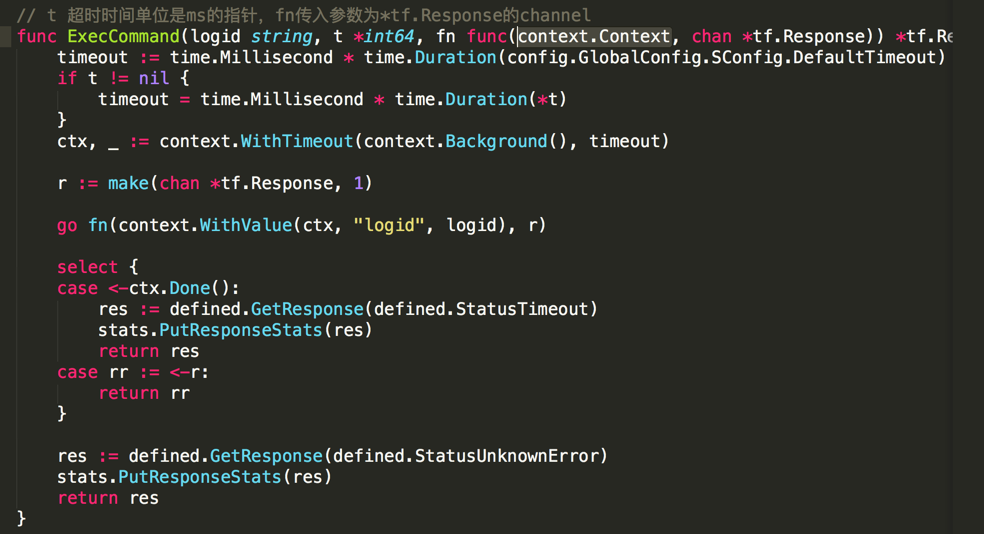 // t 超时时间单位是ms的指针，fn传入参数为*tf.Response的channel
func ExecCommand(logid string, t *int64, fn func(context.Context, chan *tf.Response)) *tf.Re
    timeout := time.Millisecond * time.Duration(config.GlobalConfig.SConfig.DefaultTimeout)
    if t != nil {
        timeout = time.Millisecond * time.Duration(*t)
    }
    ctx, _ := context.WithTimeout(context.Background(), timeout)
    r := make(chan *tf.Response, 1)
    go fn(context.WithValue(ctx, "logid", logid), r)
    select {
    case <-ctx.Done():
        res := defined.GetResponse(defined.StatusTimeout)
        stats.PutResponseStats(res)
        return res
    case rr := <-r:
        return rr
    }
    res := defined.GetResponse(defined.StatusUnknownError)
    stats.PutResponseStats(res)
    return res
}